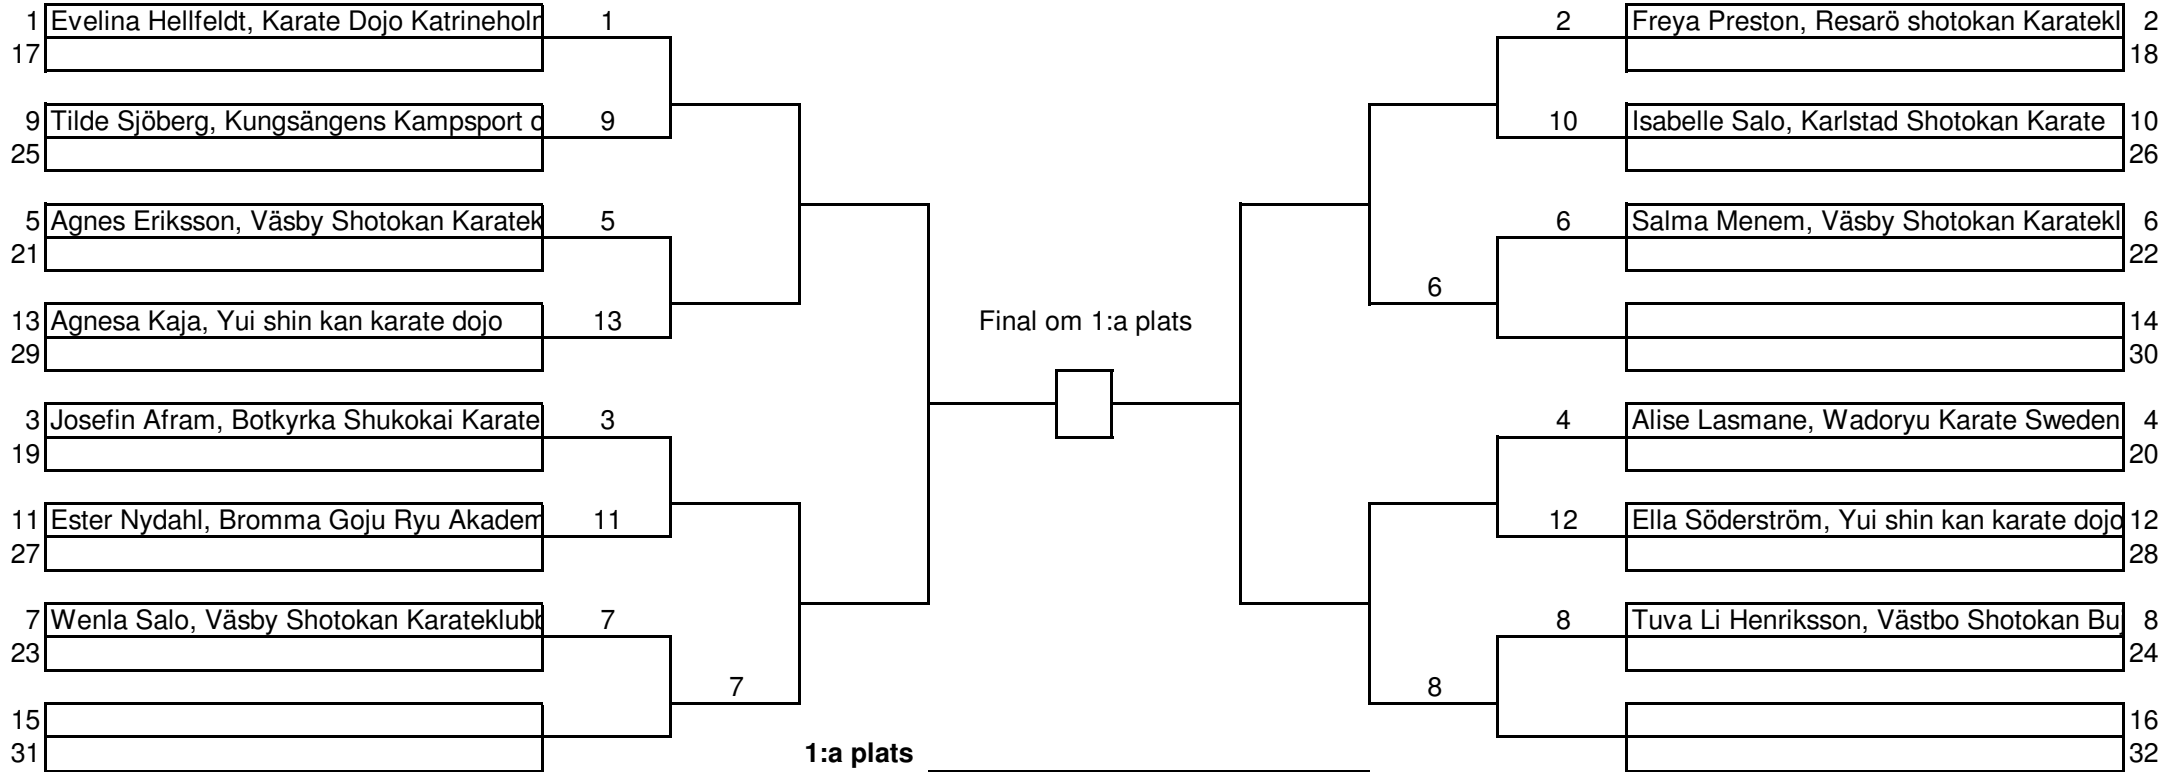 1 Evelina Hellfeldt, Karate Dojo Katrineholm 1 2 Freya Preston, Resarö shotokan Karatekl 2
17 18
9 Tilde Sjöberg, Kungsängens Kampsport o 9 10 Isabelle Salo, Karlstad Shotokan Karate 10
25 26
5 Agnes Eriksson, Väsby Shotokan Karatek 5 6 Salma Menem, Väsby Shotokan Karatekl 6
21 22
6
13 Agnesa Kaja, Yui shin kan karate dojo 13 Final om 1:a plats 14
29 30
3 Josefin Afram, Botkyrka Shukokai Karate 3 4 Alise Lasmane, Wadoryu Karate Sweden 4
19 20
11 Ester Nydahl, Bromma Goju Ryu Akadem 11 12 Ella Söderström, Yui shin kan karate dojo 12
27 28
7 Wenla Salo, Väsby Shotokan Karateklubb 7 8 Tuva Li Henriksson, Västbo Shotokan Bu 8
23 24
7 8
15 16
31 1:a plats 32